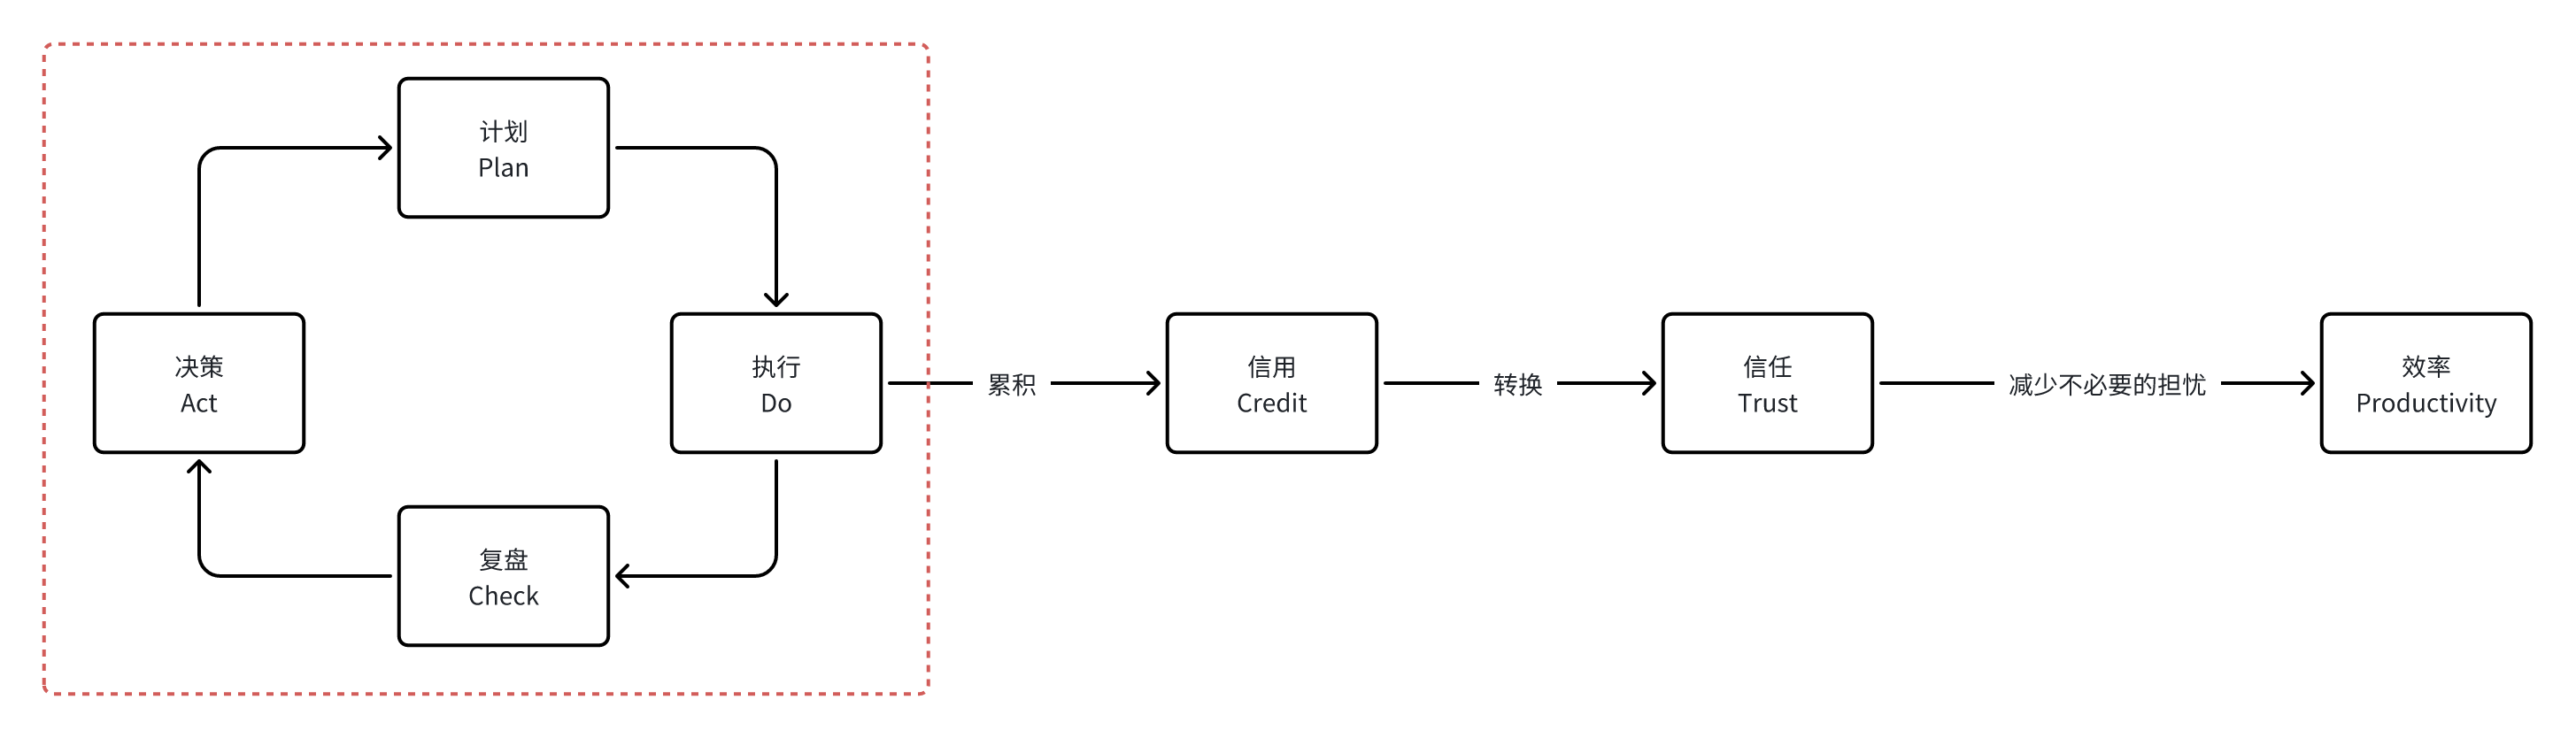 计划
Plan
决策
Act
执行
Do
累积
信用
Credit
转换
信任
Trust
减少不必要的担忧
效率
Productivity
复盘
Check